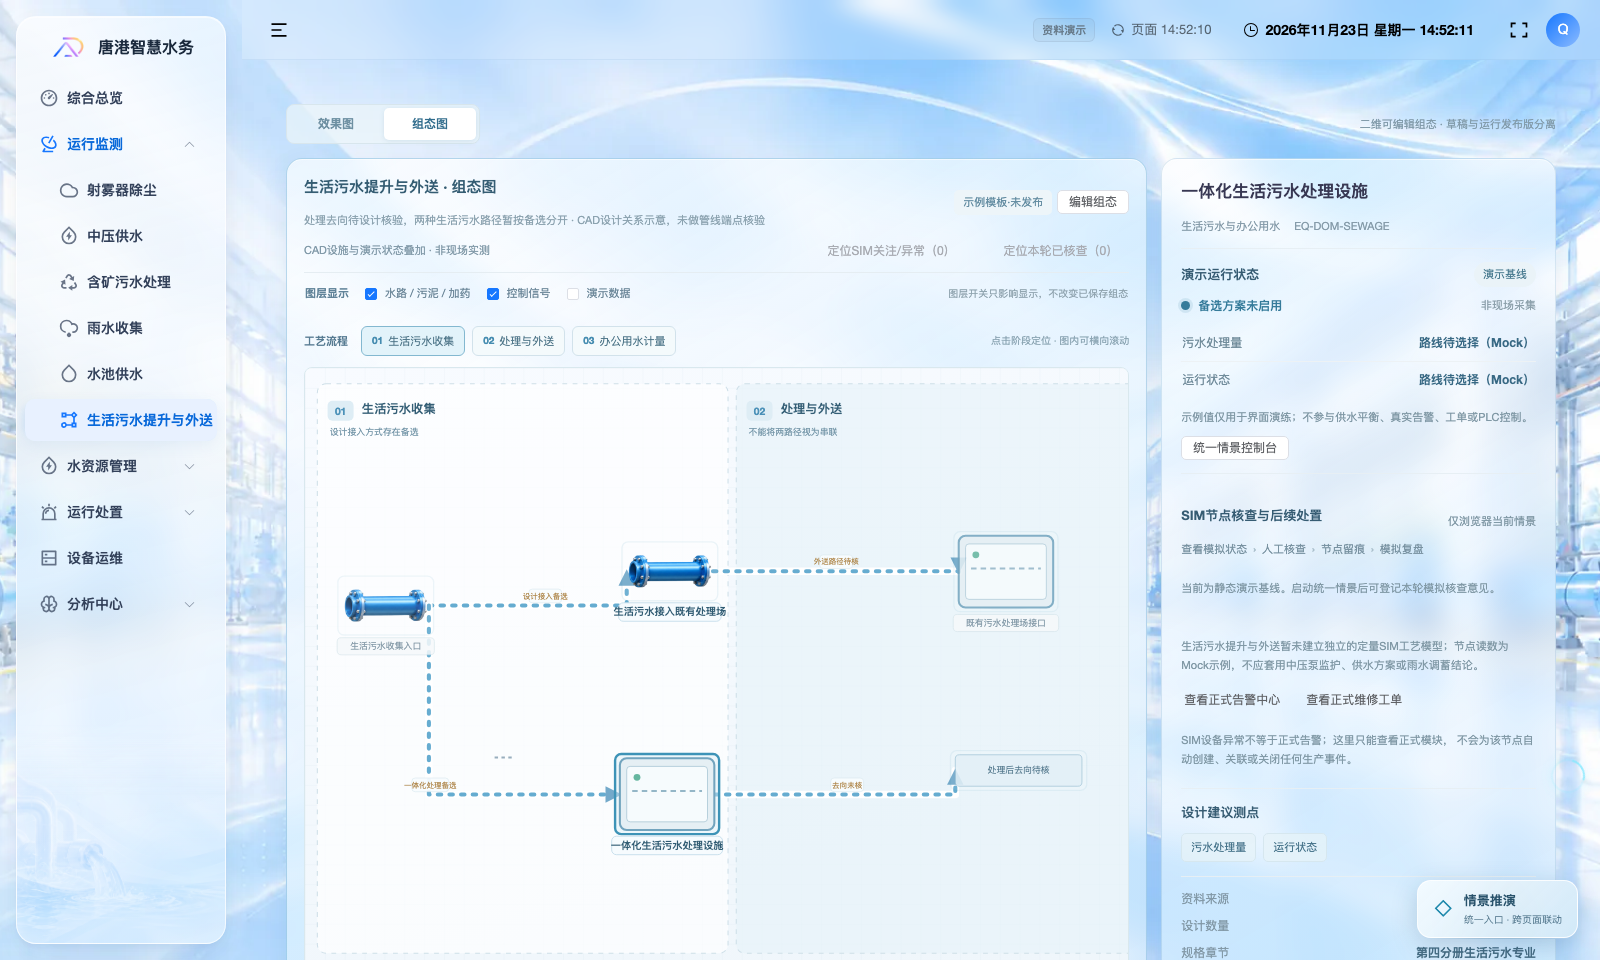 唐港智慧水务
综合总览
运行监测
射雾器除尘
中压供水
含矿污水处理
雨水收集
水池供水
生活污水提升与外送
水资源管理
运行处置
设备运维
分析中心
资料演示
页面 14:52:10
2026年11月23日 星期一 14:52:11
Q
效果图
组态图
二维可编辑组态 · 草稿与运行发布版分离
生活污水提升与外送 · 组态图
处理去向待设计核验，两种生活污水路径暂按备选分开 · CAD设计关系示意，未做管线端点核验
示例模板·未发布
编辑组态
CAD设施与演示状态叠加 · 非现场实测
定位SIM关注/异常（0）
定位本轮已核查（0）
图层显示
水路 / 污泥 / 加药
控制信号
演示数据
图层开关只影响显示，不改变已保存组态
工艺流程
01 生活污水收集
02 处理与外送
03 办公用水计量
点击阶段定位 · 图内可横向滚动
01 生活污水收集
设计接入方式存在备选
02 处理与外送
不能将两路径视为串联
外送路径待核
设计接入备选
生活污水接入既有处理场
生活污水收集入口
既有污水处理场接口
一体化处理备选
去向未核
处理后去向待核
一体化生活污水处理设施
一体化生活污水处理设施
生活污水与办公用水 EQ-DOM-SEWAGE
演示运行状态
演示基线
备选方案未启用
非现场采集
污水处理量
路线待选择（Mock）
运行状态
路线待选择（Mock）
示例值仅用于界面演练；不参与供水平衡、真实告警、工单或PLC控制。
统一情景控制台
SIM节点核查与后续处置
仅浏览器当前情景
查看模拟状态 › 人工核查 › 节点留痕 › 模拟复盘
当前为静态演示基线。启动统一情景后可登记本轮模拟核查意见。
生活污水提升与外送暂未建立独立的定量SIM工艺模型；节点读数为
Mock示例，不应套用中压泵监护、供水方案或雨水调蓄结论。
查看正式告警中心
查看正式维修工单
SIM设备异常不等于正式告警；这里只能查看正式模块， 不会为该节点自
动创建、关联或关闭任何生产事件。
设计建议测点
污水处理量
运行状态
资料来源
设计数量
规格章节
第四分册生活污水专业
情景推演
统一入口 · 跨页面联动